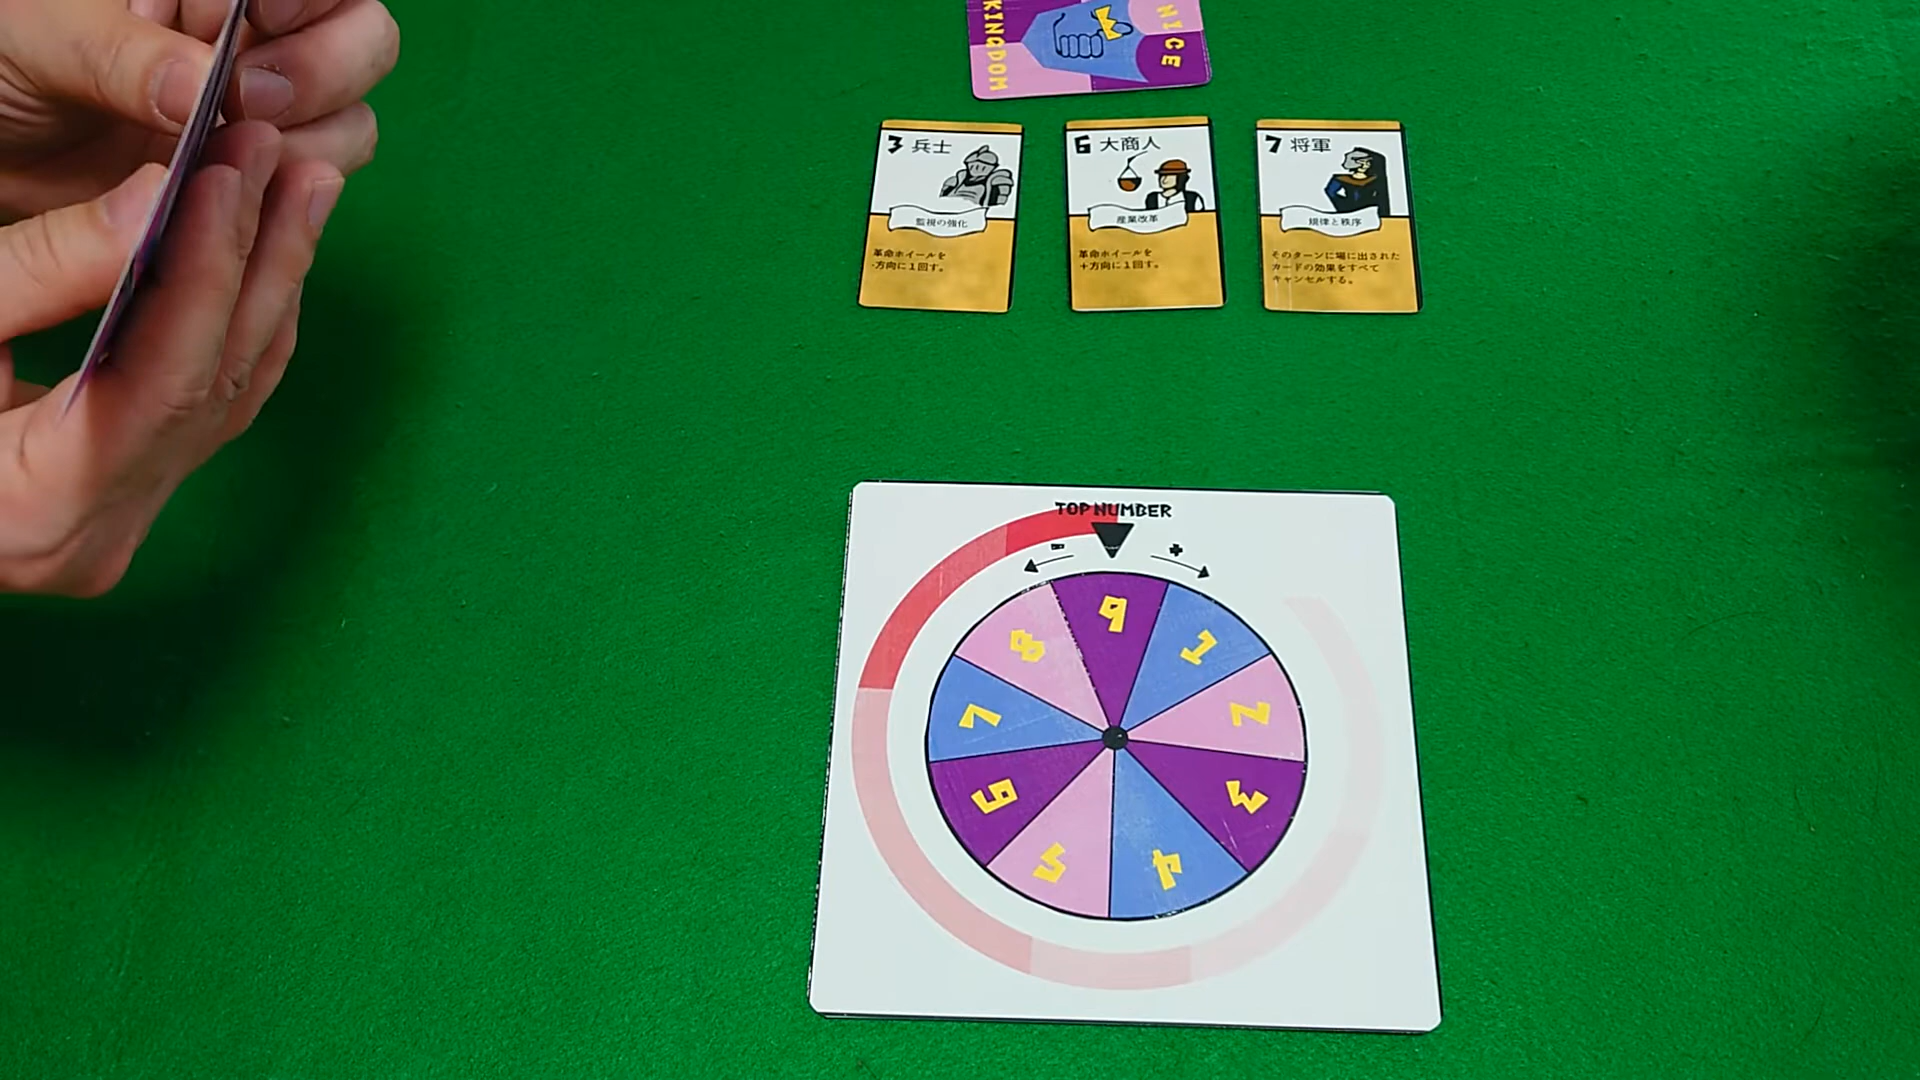 KINGDOM
NICE
3 兵士
監視の強化
革命ホイールを
-方向に1回す。
6 大商人
産業改革
革命ホイールを
+方向に1回す。
7 将軍
規律と秩序
そのターンに場に出された
カードの効果をすべて
キャンセルする。
TOP NUMBER
- +
9
1
2
3
4
5
6
7
8